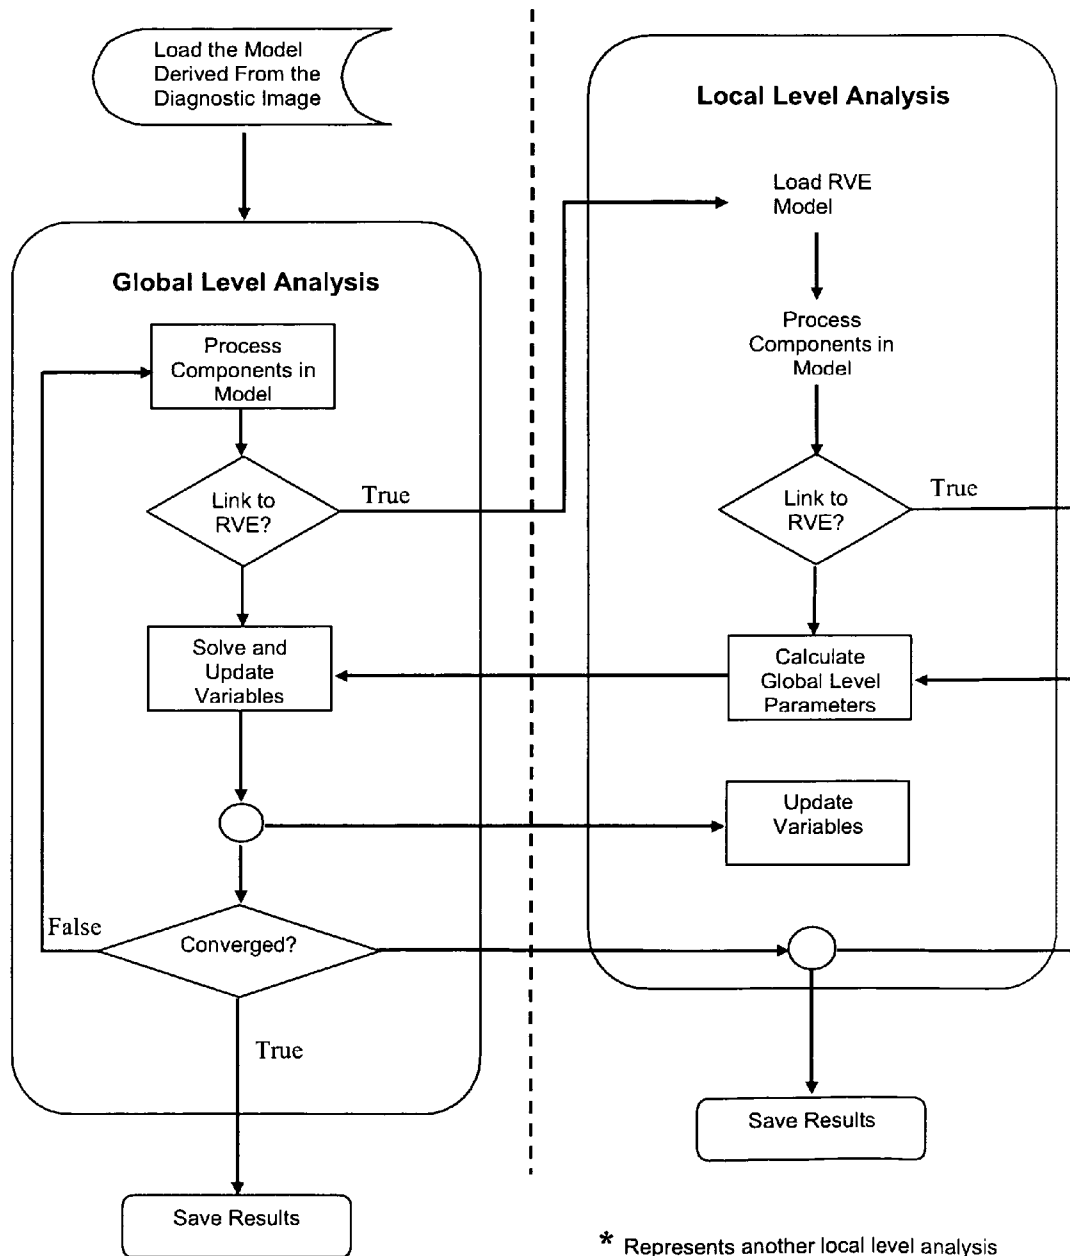 Load the Model
Derived From the
Diagnostic Image
Global Level Analysis
Process
Components in
Model
Link to
RVE?
True
Solve and
Update
Variables
False
Converged?
True
Save Results
Local Level Analysis
Load RVE
Model
Process
Components in
Model
Link to
RVE?
True
Calculate
Global Level
Parameters
Update
Variables
Save Results
* Represents another local level analysis